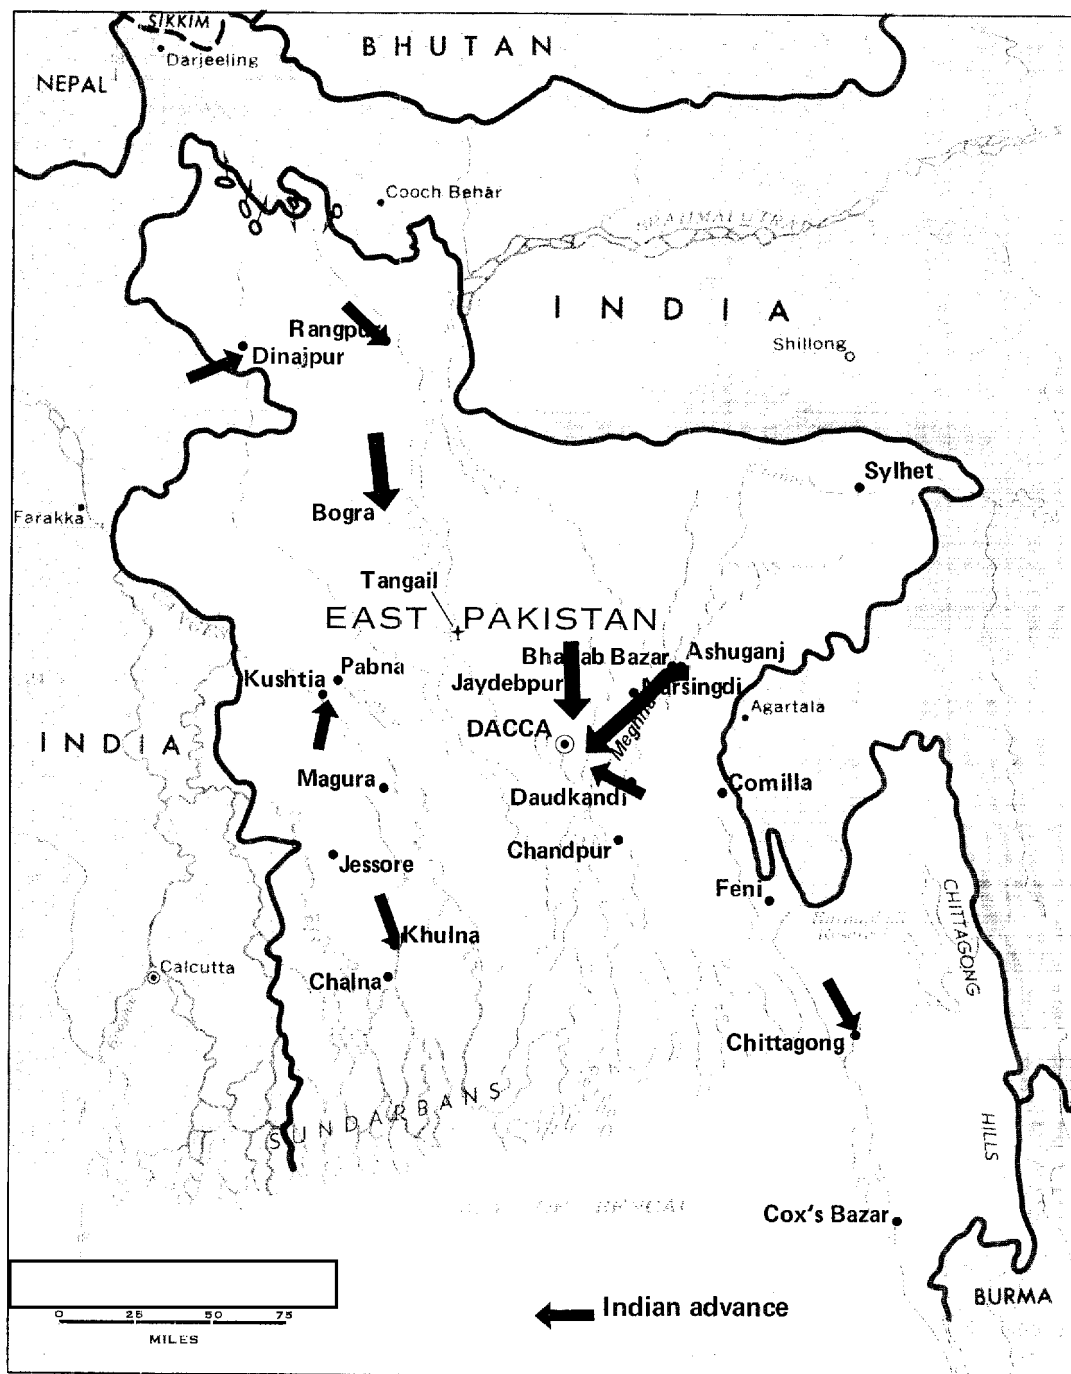 SIKKIM
BHUTAN
Darjeeling
NEPAL
Cooch Behār
INDIA
Rangpur
Shillong
Dinajpur
Sylhet
Bogra
Farakka
Tangail
EAST PAKISTAN
Bhairab Bazar
Ashuganj
Pabna
Kushtia
Jaydebpur
Narsingdi
Agartala
DACCA
Meghna
INDIA
Magura
Daudkandi
Comilla
Chandpur
Jessore
Feni
CHITTAGONG
HILLS
Khulna
Calcutta
Chalna
Chittagong
SUNDARBANS
Cox's Bazar
BURMA
0 25 50 75
MILES
Indian advance